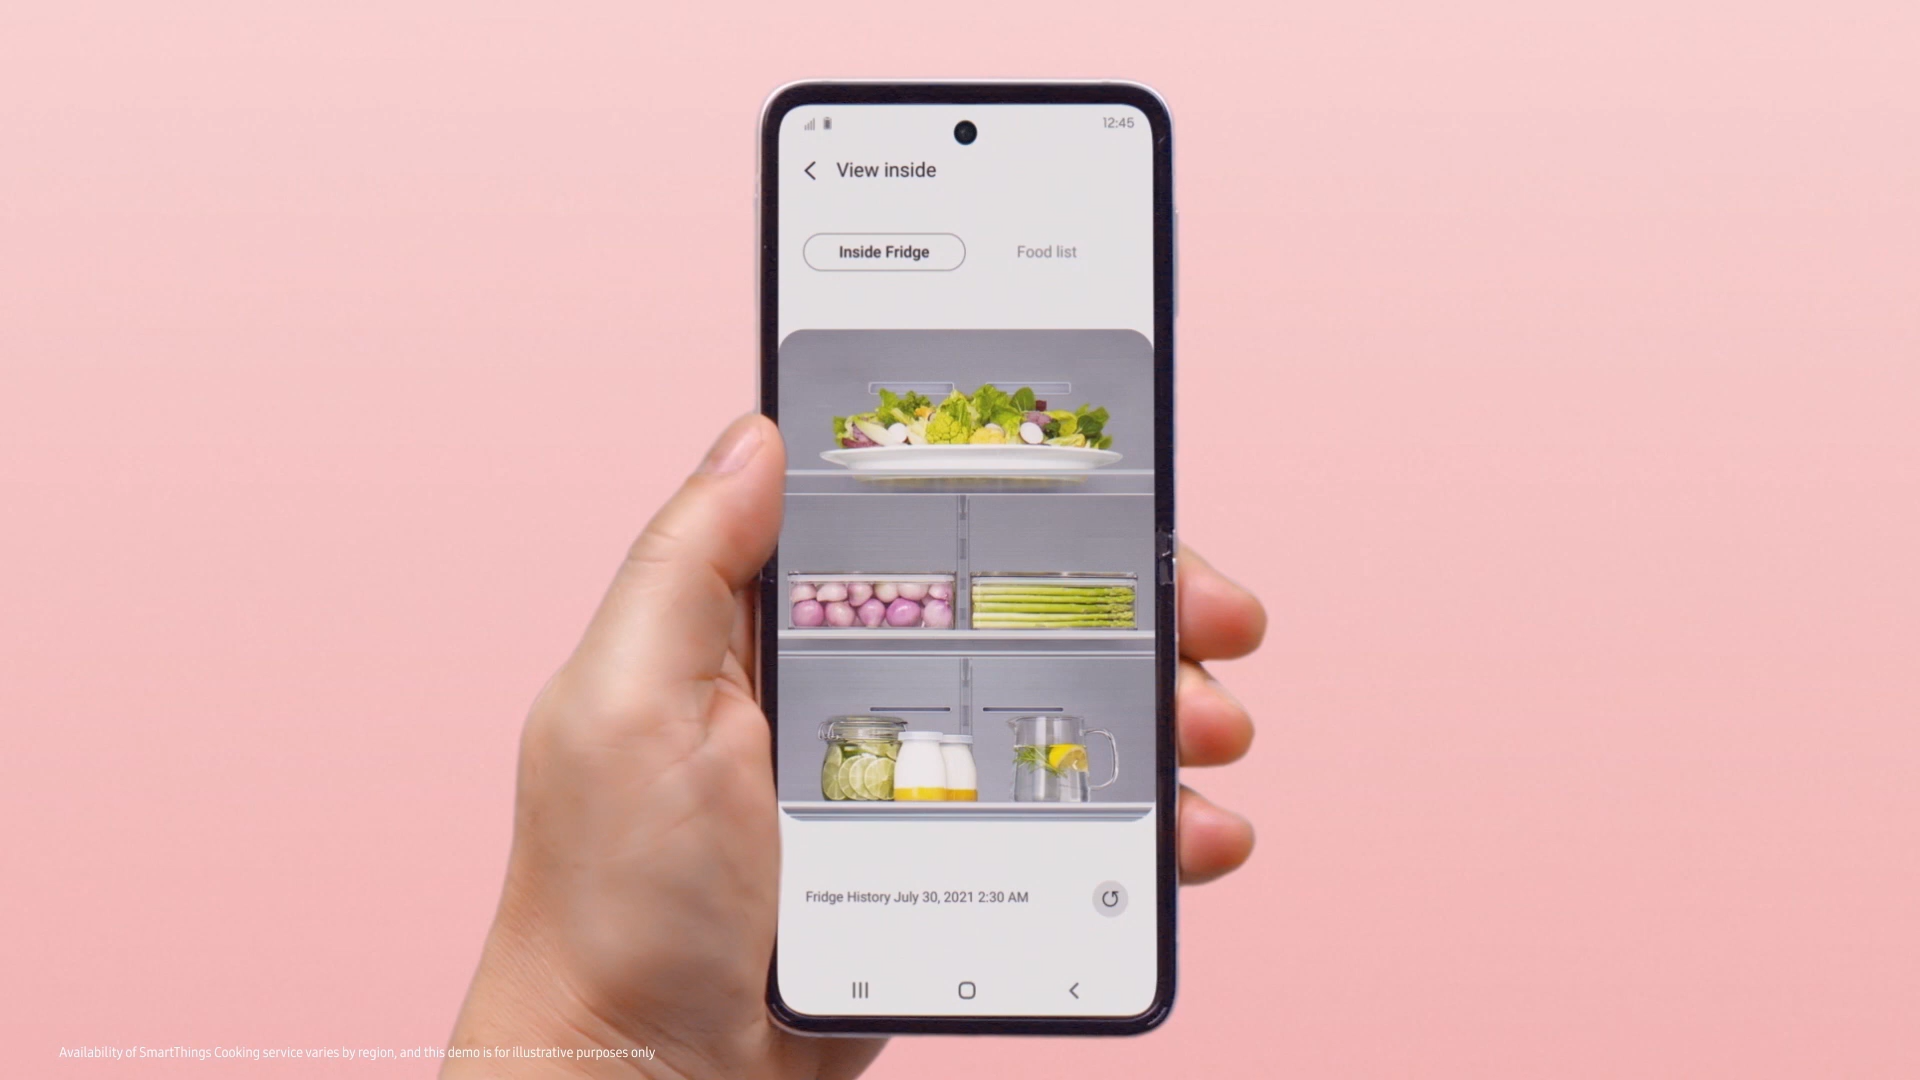 12:45
View inside
Inside Fridge
Food list
Fridge History July 30, 2021 2:30 AM
Availability of SmartThings Cooking service varies by region, and this demo is for illustrative purposes only